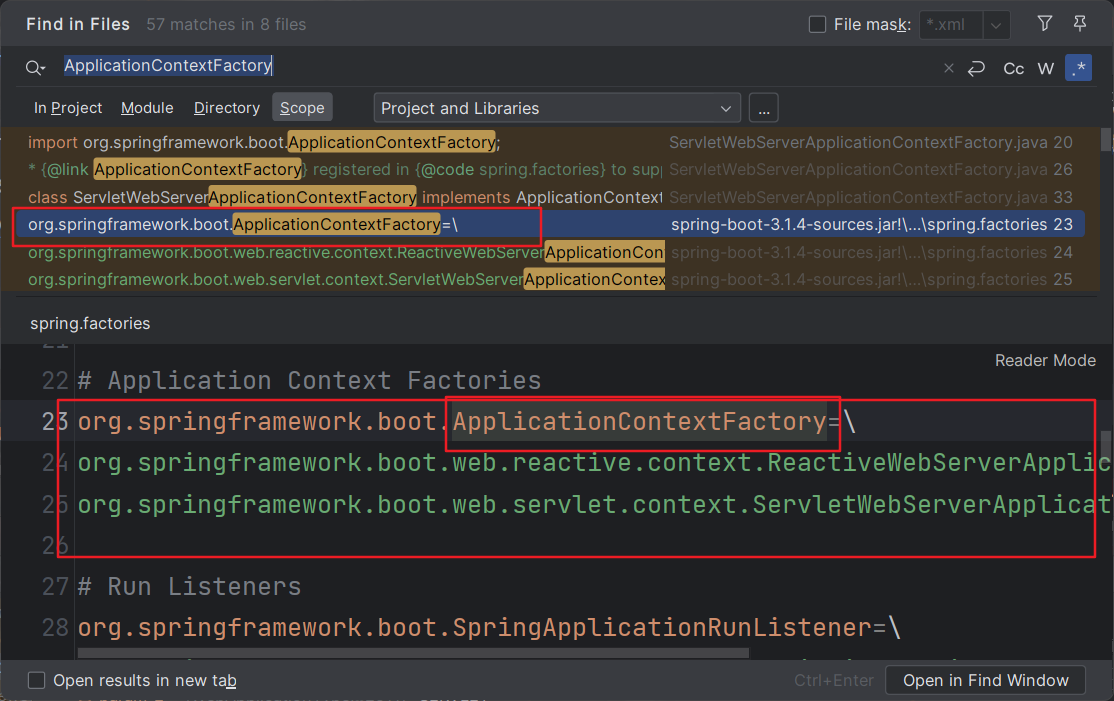 Find in Files 57 matches in 8 files File mask: *.xml
ApplicationContextFactory Cc W .*
In Project Module Directory Scope Project and Libraries ...
import org.springframework.boot.ApplicationContextFactory; ServletWebServerApplicationContextFactory.java 20
* {@link ApplicationContextFactory} registered in {@code spring.factories} to supp ServletWebServerApplicationContextFactory.java 26
class ServletWebServerApplicationContextFactory implements ApplicationContext ServletWebServerApplicationContextFactory.java 33
org.springframework.boot.ApplicationContextFactory=\ spring-boot-3.1.4-sources.jar!\...\spring.factories 23
org.springframework.boot.web.reactive.context.ReactiveWebServerApplicationCon spring-boot-3.1.4-sources.jar!\...\spring.factories 24
org.springframework.boot.web.servlet.context.ServletWebServerApplicationContex spring-boot-3.1.4-sources.jar!\...\spring.factories 25
spring.factories
21
Reader Mode
22 # Application Context Factories
23 org.springframework.boot.ApplicationContextFactory=\
24 org.springframework.boot.web.reactive.context.ReactiveWebServerApplic
25 org.springframework.boot.web.servlet.context.ServletWebServerApplicat
26
27 # Run Listeners
28 org.springframework.boot.SpringApplicationRunListener=\
Open results in new tab Ctrl+Enter Open in Find Window